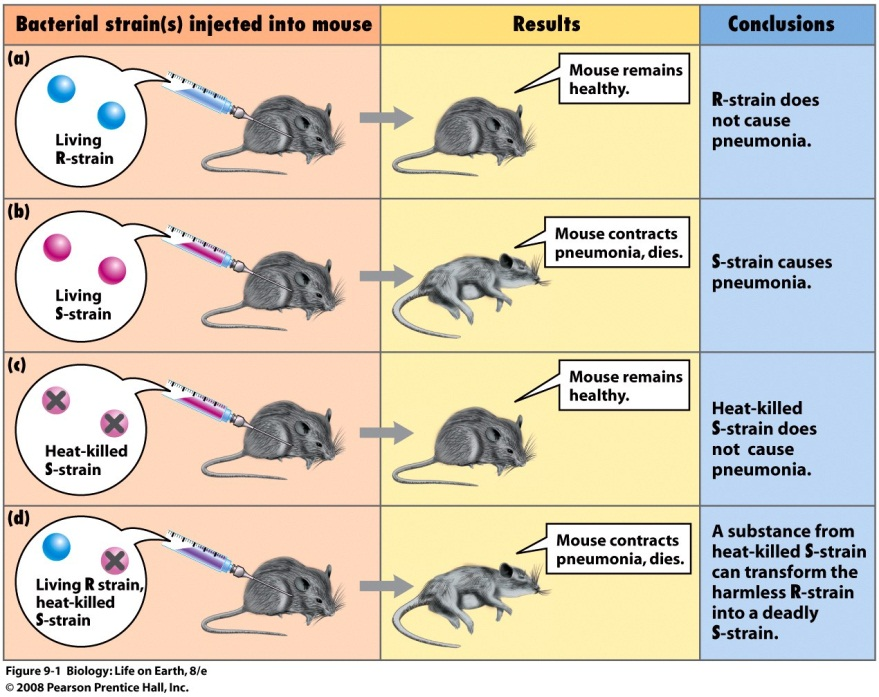 Bacterial strain(s) injected into mouse
Results
Conclusions
(a)
Living
R-strain
Mouse remains
healthy.
R-strain does
not cause
pneumonia.
(b)
Living
S-strain
Mouse contracts
pneumonia, dies.
S-strain causes
pneumonia.
(c)
Heat-killed
S-strain
Mouse remains
healthy.
Heat-killed
S-strain does
not cause
pneumonia.
(d)
Living R strain,
heat-killed
S-strain
Mouse contracts
pneumonia, dies.
A substance from
heat-killed S-strain
can transform the
harmless R-strain
into a deadly
S-strain.
Figure 9-1 Biology: Life on Earth, 8/e
© 2008 Pearson Prentice Hall, Inc.